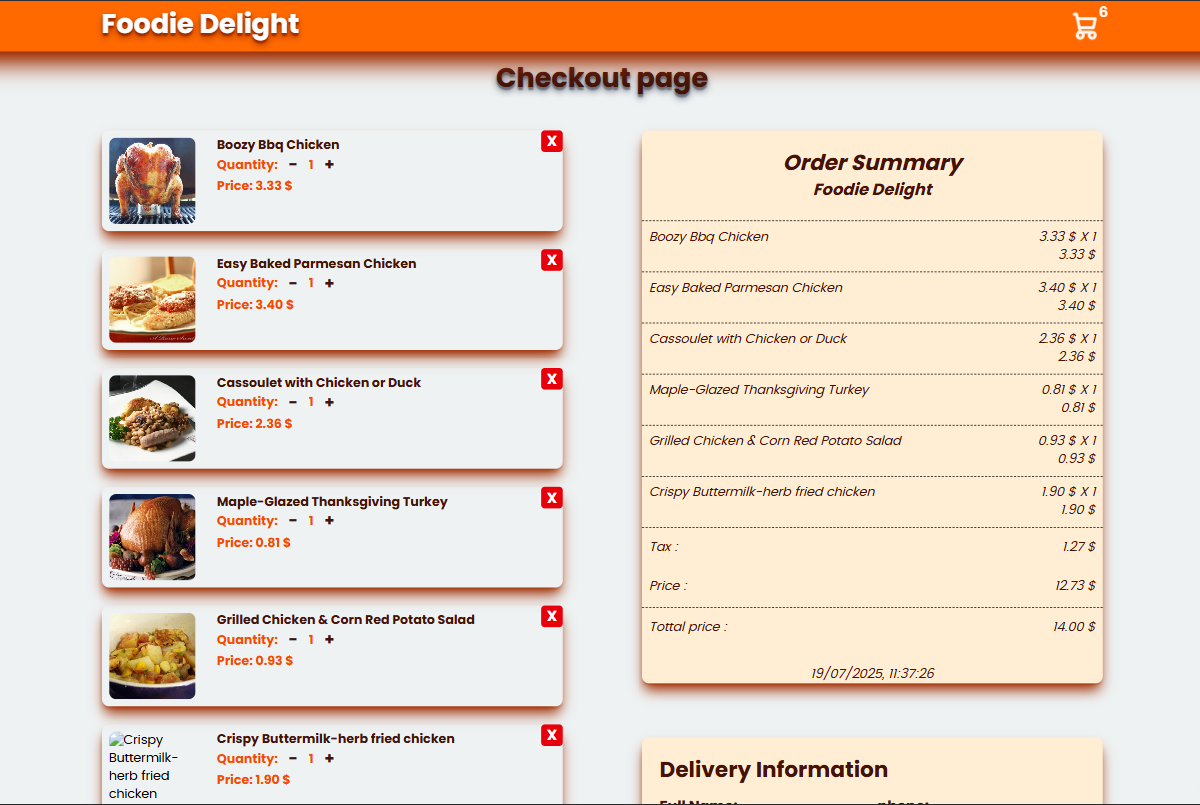 Foodie Delight
6
Checkout page
Boozy Bbq Chicken
Quantity: - 1 +
Price: 3.33 $
X
Easy Baked Parmesan Chicken
Quantity: - 1 +
Price: 3.40 $
X
Cassoulet with Chicken or Duck
Quantity: - 1 +
Price: 2.36 $
X
Maple-Glazed Thanksgiving Turkey
Quantity: - 1 +
Price: 0.81 $
X
Grilled Chicken & Corn Red Potato Salad
Quantity: - 1 +
Price: 0.93 $
X
Crispy
Buttermilk-
herb fried
chicken
Crispy Buttermilk-herb fried chicken
Quantity: - 1 +
Price: 1.90 $
X
Order Summary
Foodie Delight
Boozy Bbq Chicken 3.33 $ X 1
3.33 $
Easy Baked Parmesan Chicken 3.40 $ X 1
3.40 $
Cassoulet with Chicken or Duck 2.36 $ X 1
2.36 $
Maple-Glazed Thanksgiving Turkey 0.81 $ X 1
0.81 $
Grilled Chicken & Corn Red Potato Salad 0.93 $ X 1
0.93 $
Crispy Buttermilk-herb fried chicken 1.90 $ X 1
1.90 $
Tax : 1.27 $
Price : 12.73 $
Tottal price : 14.00 $
19/07/2025, 11:37:26
Delivery Information
Full Name: phone: